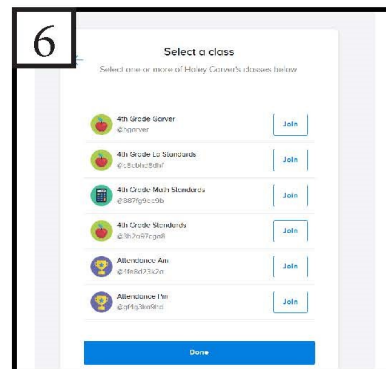 6
Select a class
Select one or more of Haley Garver's classes below
4th Grade Garver
@hgarver
Join
4th Grade La Standards
Join
4th Grade Math Standards
Join
4th Grade Standards
Join
Attendance Am
Join
Attendance Pm
Join
Done